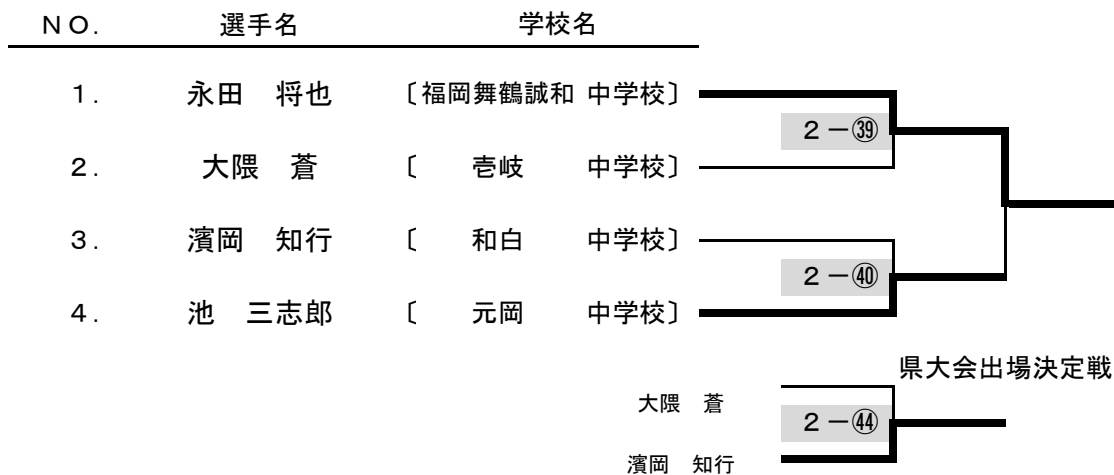 NO. 選手名 学校名
1. 永田 将也 〔福岡舞鶴誠和 中学校〕
2－㊴
2. 大隈 蒼 〔 壱岐 中学校〕
3. 濱岡 知行 〔 和白 中学校〕
2－㊵
4. 池 三志郎 〔 元岡 中学校〕
県大会出場決定戦
大隈 蒼
2－㊹
濱岡 知行